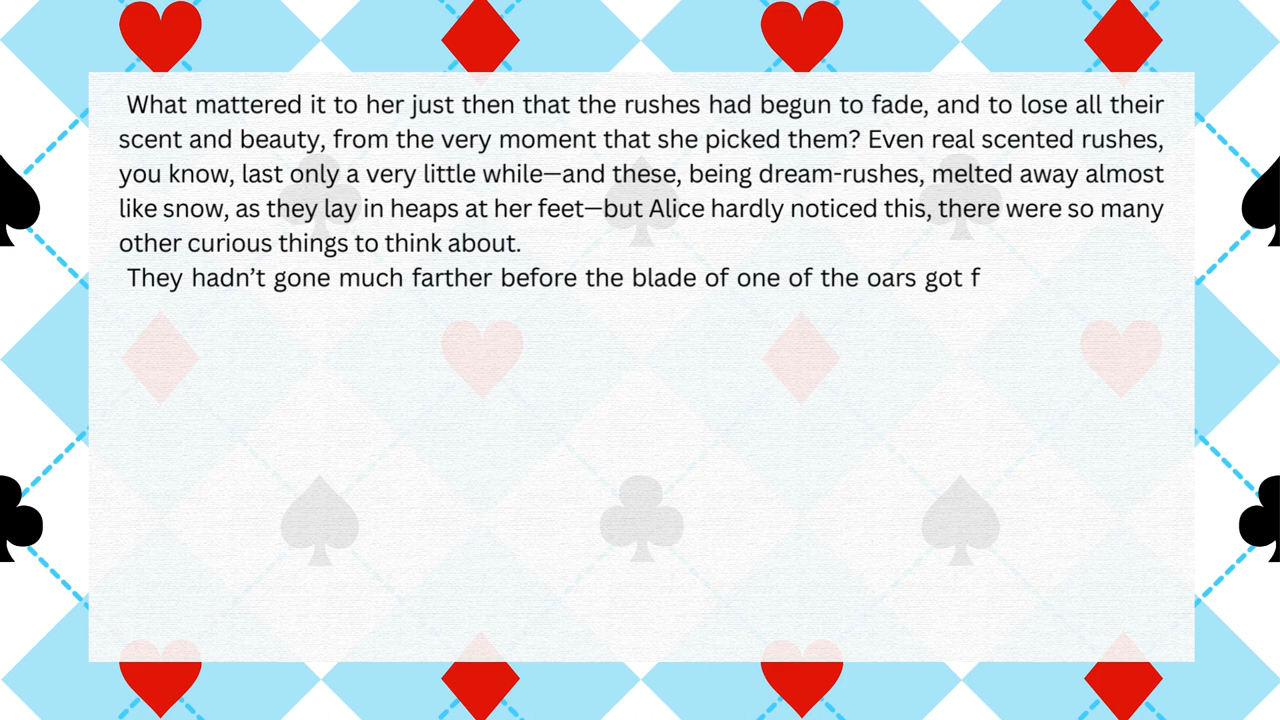 What mattered it to her just then that the rushes had begun to fade, and to lose all their
scent and beauty, from the very moment that she picked them? Even real scented rushes,
you know, last only a very little while—and these, being dream-rushes, melted away almost
like snow, as they lay in heaps at her feet—but Alice hardly noticed this, there were so many
other curious things to think about.
They hadn’t gone much farther before the blade of one of the oars got f